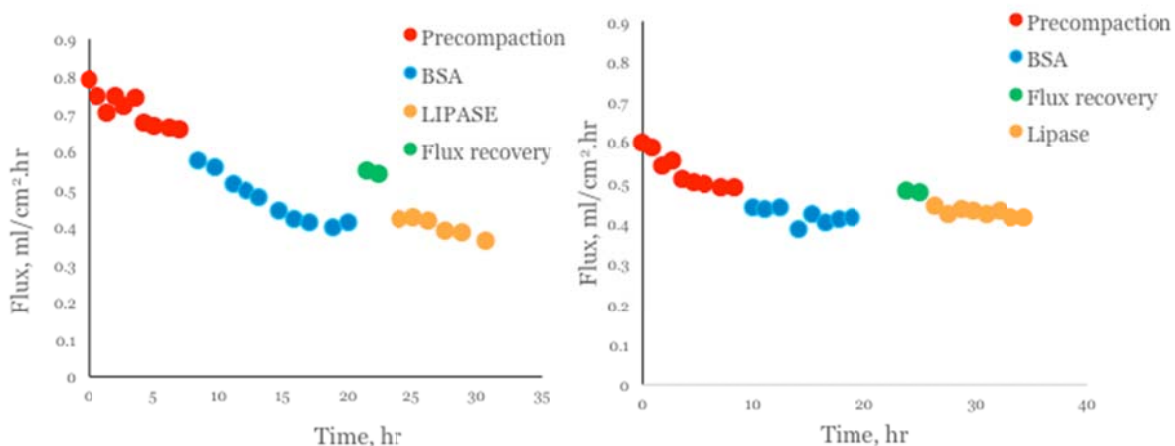 0.9
0.8
0.7
0.6
0.5
0.4
0.3
0.2
0.1
0
0
5
10
15
20
25
30
35
Flux, ml/cm².hr
Time, hr
Precompaction
BSA
LIPASE
Flux recovery
0.9
0.8
0.7
0.6
0.5
0.4
0.3
0.2
0.1
0
0
10
20
30
40
Flux, ml/cm².hr
Time, hr
Precompaction
BSA
Flux recovery
Lipase